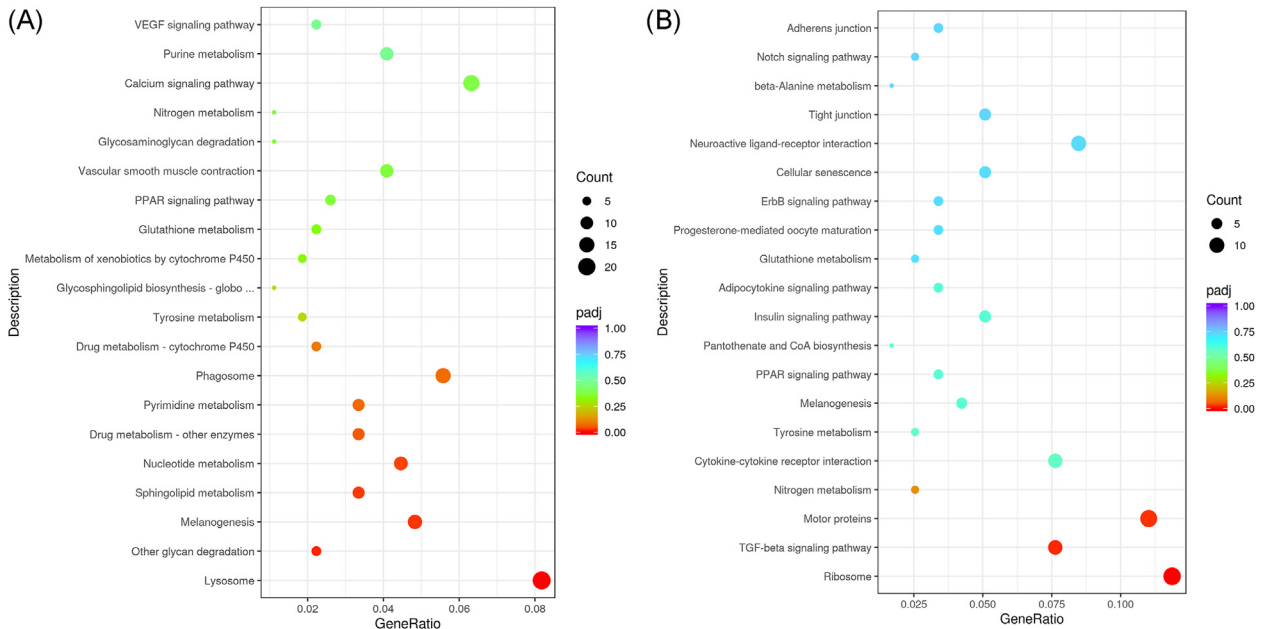 (A)
VEGF signaling pathway
Purine metabolism
Calcium signaling pathway
Nitrogen metabolism
Glycosaminoglycan degradation
Vascular smooth muscle contraction
PPAR signaling pathway
Glutathione metabolism
Metabolism of xenobiotics by cytochrome P450
Glycosphingolipid biosynthesis - globo ...
Tyrosine metabolism
Drug metabolism - cytochrome P450
Phagosome
Pyrimidine metabolism
Drug metabolism - other enzymes
Nucleotide metabolism
Sphingolipid metabolism
Melanogenesis
Other glycan degradation
Lysosome
Description
0.02 0.04 0.06 0.08
GeneRatio
Count
5
10
15
20
padj
1.00
0.75
0.50
0.25
0.00
(B)
Adherens junction
Notch signaling pathway
beta-Alanine metabolism
Tight junction
Neuroactive ligand-receptor interaction
Cellular senescence
ErbB signaling pathway
Progesterone-mediated oocyte maturation
Glutathione metabolism
Adipocytokine signaling pathway
Insulin signaling pathway
Pantothenate and CoA biosynthesis
PPAR signaling pathway
Melanogenesis
Tyrosine metabolism
Cytokine-cytokine receptor interaction
Nitrogen metabolism
Motor proteins
TGF-beta signaling pathway
Ribosome
Description
0.025 0.050 0.075 0.100
GeneRatio
Count
5
10
padj
1.00
0.75
0.50
0.25
0.00